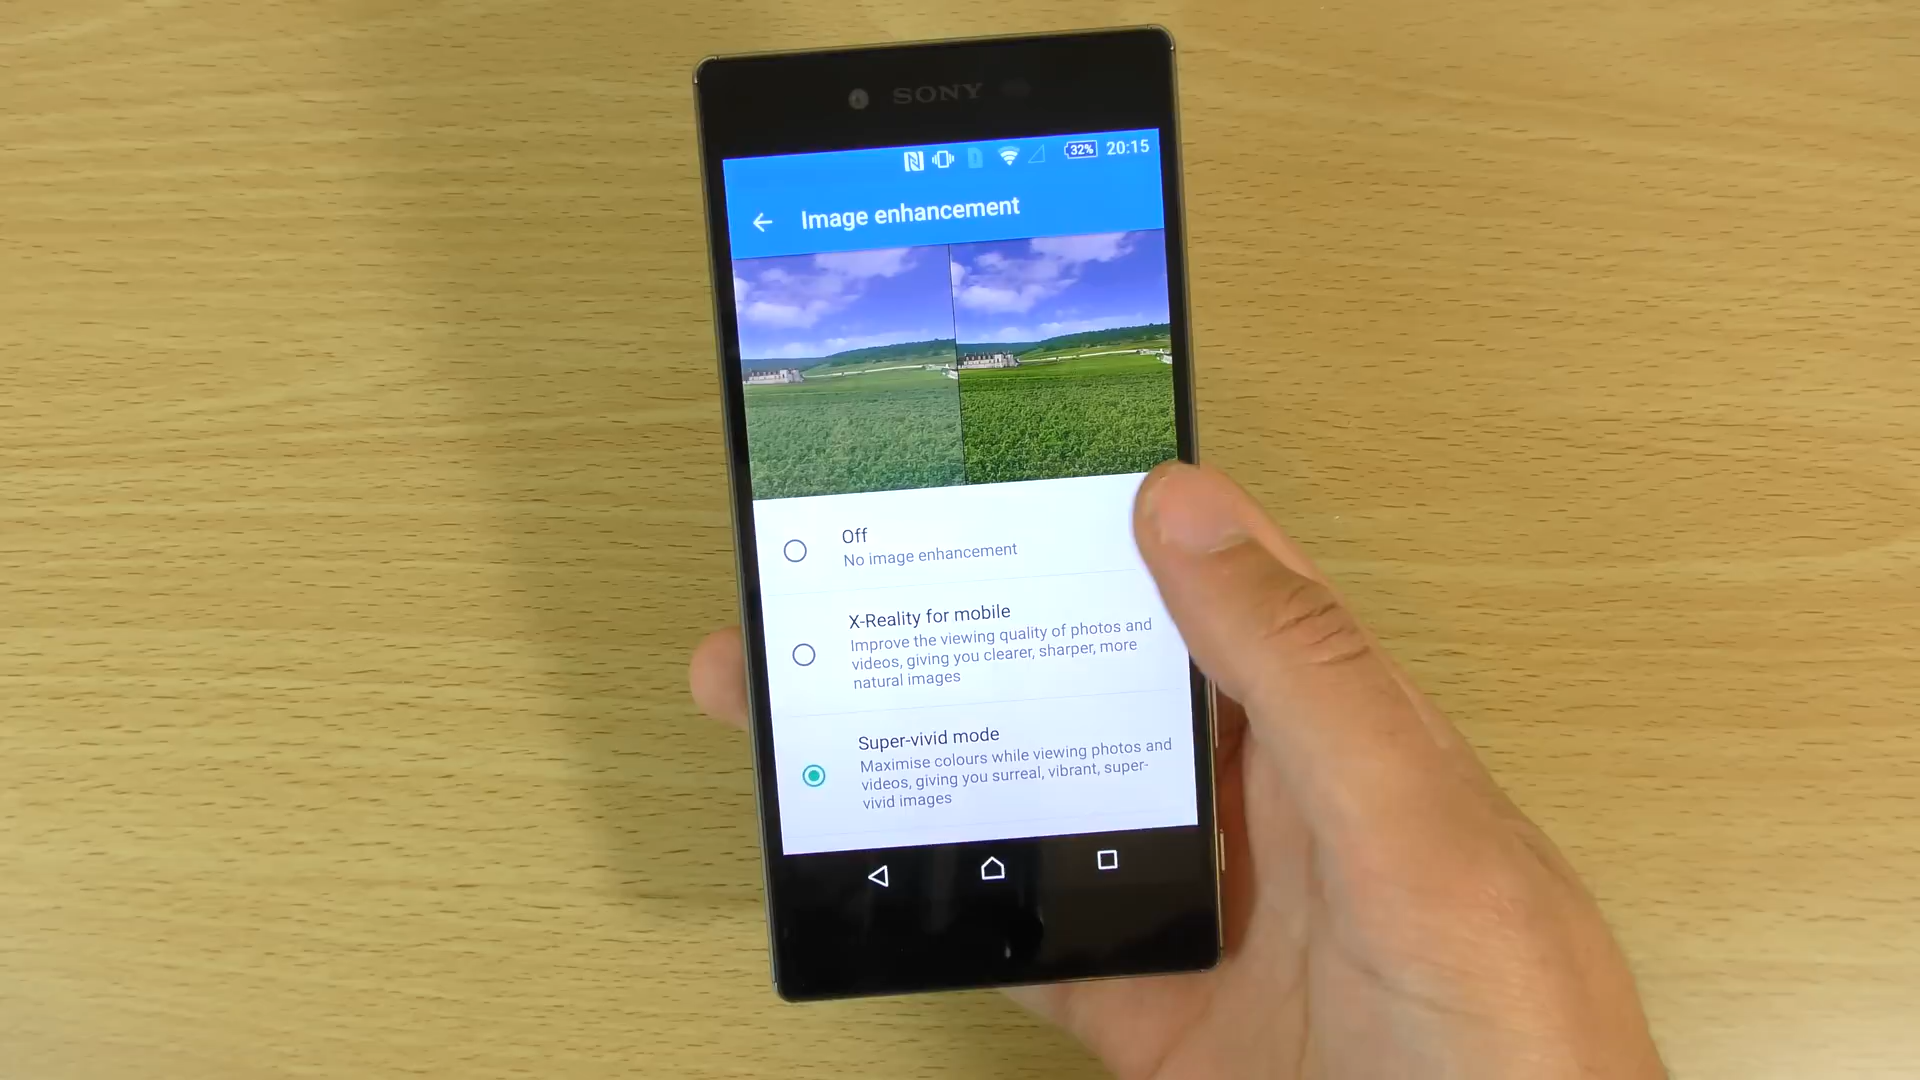 SONY
32% 20:15
Image enhancement
Off
No image enhancement
X-Reality for mobile
Improve the viewing quality of photos and
videos, giving you clearer, sharper, more
natural images
Super-vivid mode
Maximise colours while viewing photos and
videos, giving you surreal, vibrant, super-
vivid images